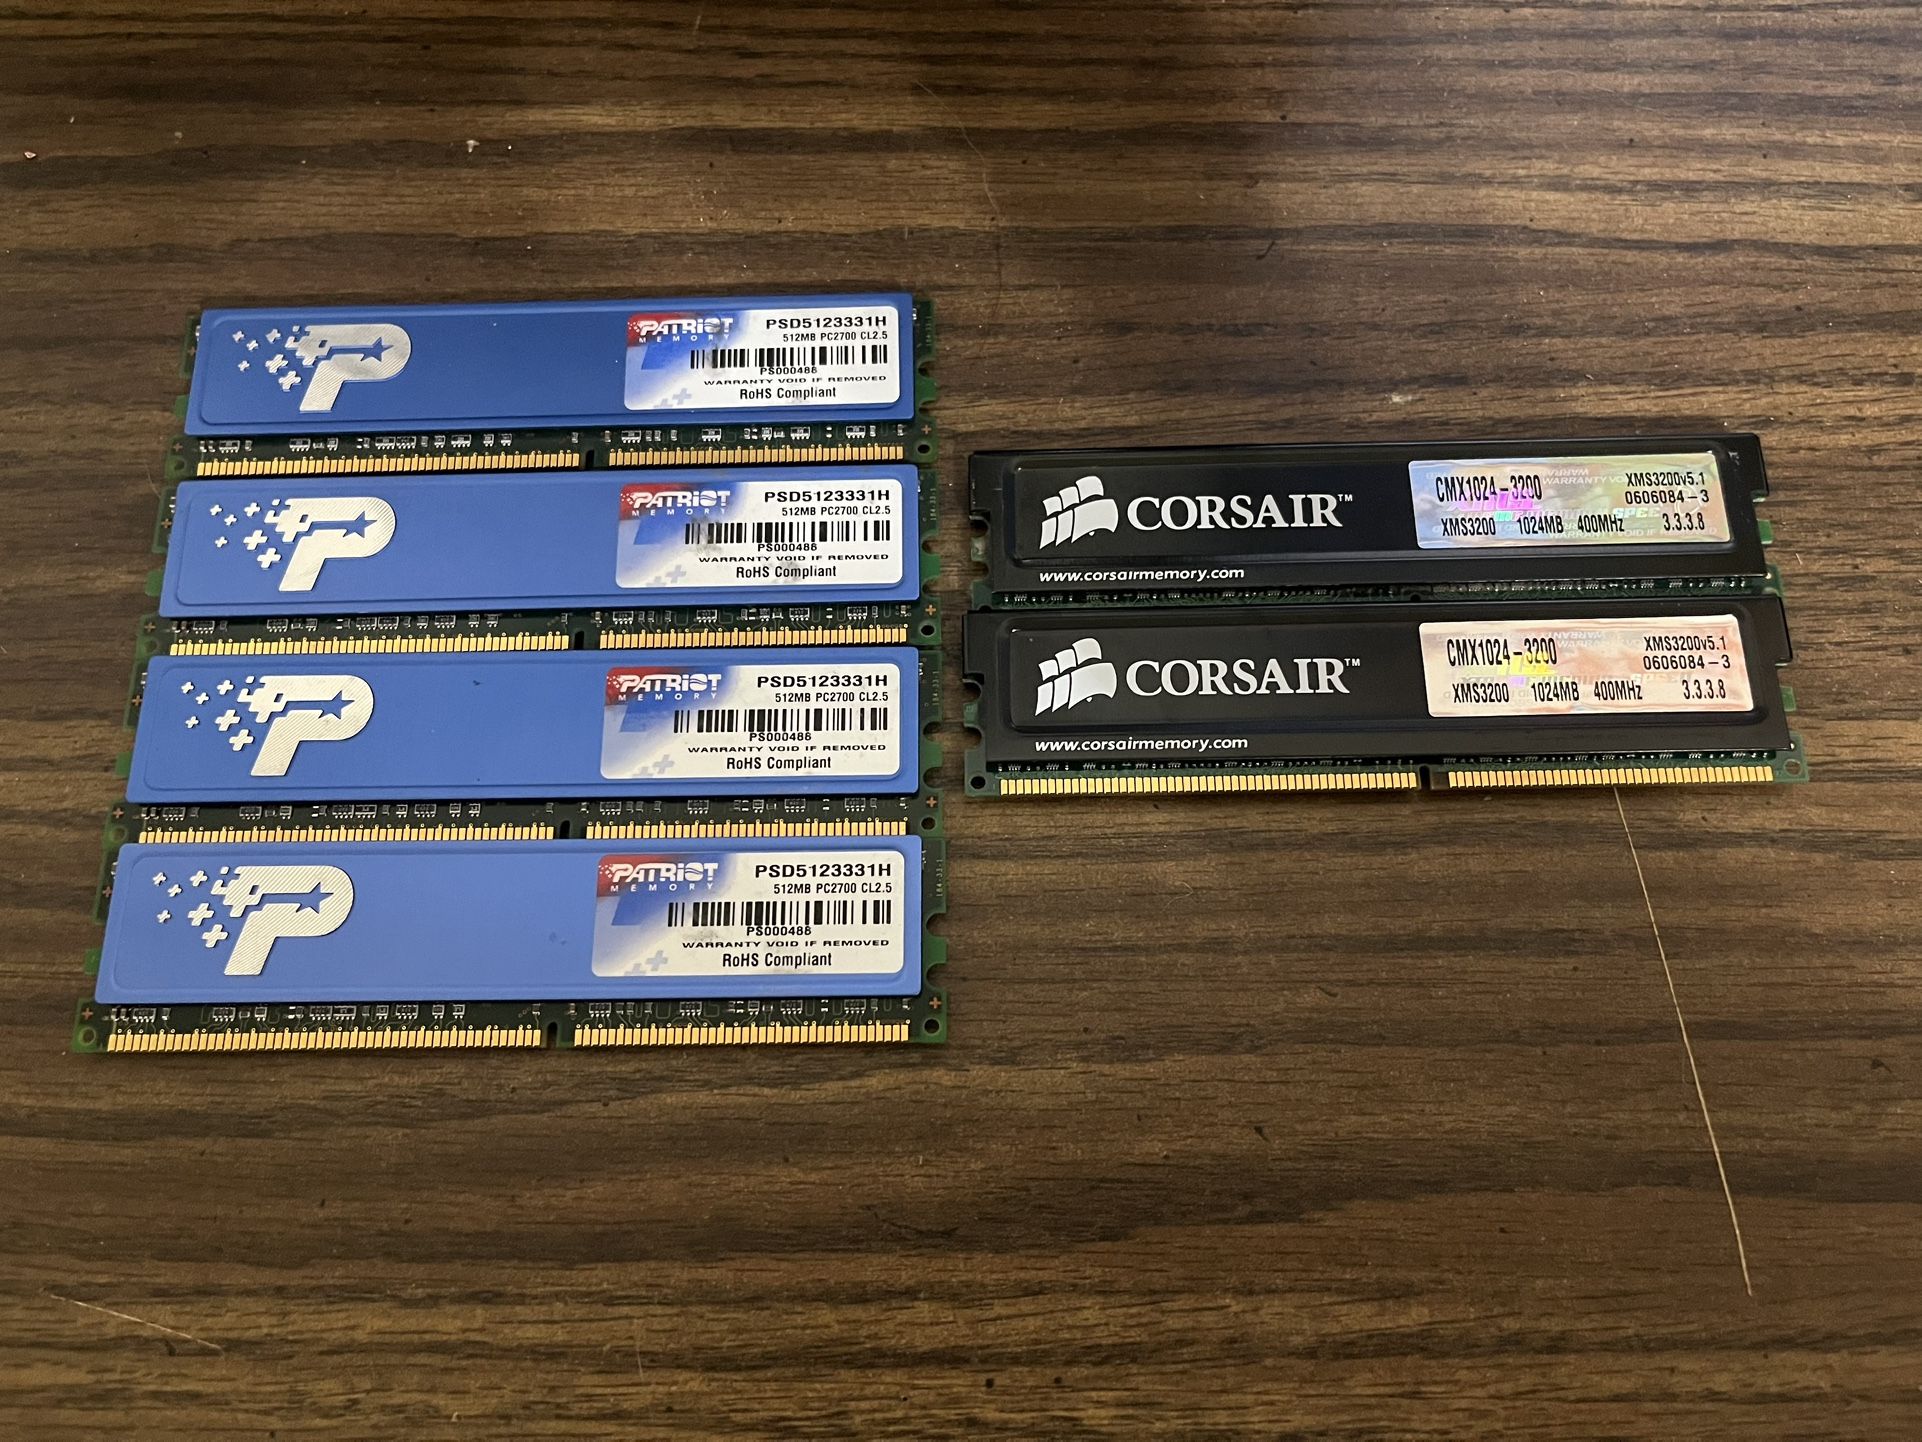 PATRIOT
MEMORY
PSD5123331H
512MB PC2700 CL2.5
PS000488
WARRANTY VOID IF REMOVED
RoHS Compliant
PATRIOT
MEMORY
PSD5123331H
512MB PC2700 CL2.5
PS000488
WARRANTY VOID IF REMOVED
RoHS Compliant
PATRIOT
MEMORY
PSD5123331H
512MB PC2700 CL2.5
PS000488
WARRANTY VOID IF REMOVED
RoHS Compliant
PATRIOT
MEMORY
PSD5123331H
512MB PC2700 CL2.5
PS000488
WARRANTY VOID IF REMOVED
RoHS Compliant
CORSAIR™
www.corsairmemory.com
CMX1024-3200 XMS3200v5.1
0606084-3
XMS3200 1024MB 400MHz 3.3.3.8
CORSAIR™
www.corsairmemory.com
CMX1024-3200 XMS3200v5.1
0606084-3
XMS3200 1024MB 400MHz 3.3.3.8